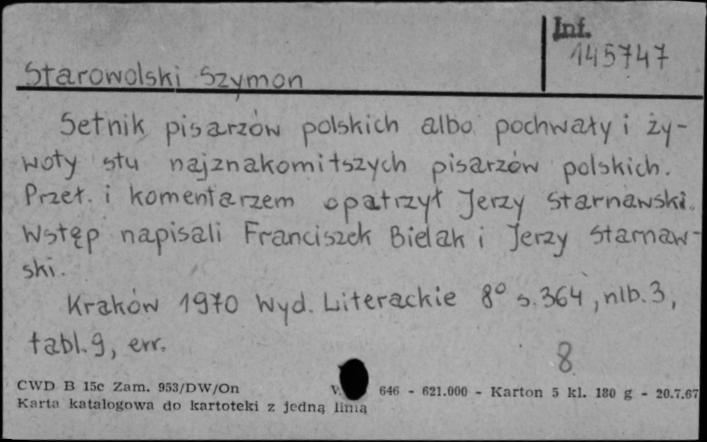 Inf.
145747
Starowolski Szymon
Setnik pisarzów polskich albo pochwały i ży-
woty stu najznakomitszych pisarzów polskich.
Przeł. i komentarzem opatrzył Jerzy Starnawski.
Wstęp napisali Franciszek Bielak i Jerzy Starnaw-
ski.
Kraków 1970 Wyd. Literackie 8° s. 364, nlb. 3,
tabl. 9, err.
8
CWD B 15c Zam. 953/DW/On 646 - 621.000 - Karton 5 kl. 180 g - 20.7.67
Karta katalogowa do kartoteki z jedną linią